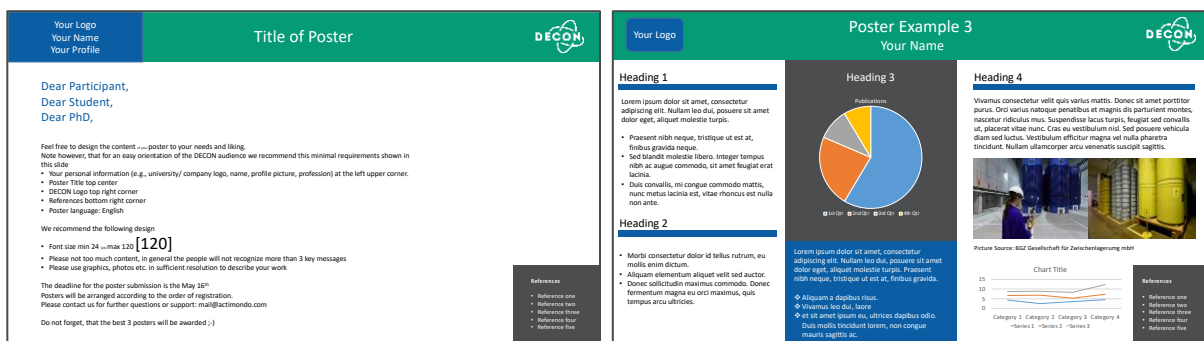 Your Logo
Your Name
Your Profile
Title of Poster
DECON
Dear Participant,
Dear Student,
Dear PhD,
Feel free to design the content of your poster to your needs and liking.
Note however, that for an easy orientation of the DECON audience we recommend this minimal requirements shown in
this slide
• Your personal information (e.g., university/ company logo, name, profile picture, profession) at the left upper corner.
• Poster Title top center
• DECON Logo top right corner
• References bottom right corner
• Poster language: English
We recommend the following design
• Font size min 24 [24] max 120 [120]
• Please not too much content, in general the people will not recognize more than 3 key messages
• Please use graphics, photos etc. in sufficient resolution to describe your work
The deadline for the poster submission is the May 16th
Posters will be arranged according to the order of registration.
Please contact us for further questions or support: mail@actimondo.com
Do not forget, that the best 3 posters will be awarded ;-)
References
• Reference one
• Reference two
• Reference three
• Reference four
• Reference five
Your Logo
Poster Example 3
Your Name
DECON
Heading 1
Lorem ipsum dolor sit amet, consectetur
adipiscing elit. Nullam leo dui, posuere sit amet
dolor eget, aliquet molestie turpis.
• Praesent nibh neque, tristique ut est at,
finibus gravida neque.
• Sed blandit molestie libero. Integer tempus
nibh ac augue commodo, sit amet feugiat erat
lacinia.
• Duis convallis, mi congue commodo mattis,
nunc metus lacinia est, vitae rhoncus est nulla
non ante.
Heading 2
• Morbi consectetur dolor id tellus rutrum, eu
mollis enim dictum.
• Aliquam elementum aliquet velit sed auctor.
• Donec sollicitudin maximus commodo. Donec
fermentum magna eu orci maximus, quis
tempus arcu ultricies.
Heading 3
Publications
1st Qtr 2nd Qtr 3rd Qtr 4th Qtr
Lorem ipsum dolor sit amet, consectetur
adipiscing elit. Nullam leo dui, posuere sit amet
dolor eget, aliquet molestie turpis. Praesent
nibh neque, tristique ut est at, finibus gravida.
❖ Aliquam a dapibus risus.
❖ Vivamus leo dui, laore
❖ et sit amet ipsum eu, ultrices dapibus odio.
Duis mollis tincidunt lorem, non congue
mauris sagittis ac.
Heading 4
Vivamus consectetur velit quis varius mattis. Donec sit amet porttitor
purus. Orci varius natoque penatibus et magnis dis parturient montes,
nascetur ridiculus mus. Suspendisse lacus turpis, feugiat sed convallis
ut, placerat vitae nunc. Cras eu vestibulum nisl. Sed posuere vehicula
diam sed luctus. Vestibulum efficitur magna vel nulla pharetra
tincidunt. Nullam ullamcorper arcu venenatis suscipit sagittis.
Picture Source: BGZ Gesellschaft für Zwischenlagerumg mbH
Chart Title
15
10
5
0
Category 1 Category 2 Category 3 Category 4
Series 1 Series 2 Series 3
References
• Reference one
• Reference two
• Reference three
• Reference four
• Reference five